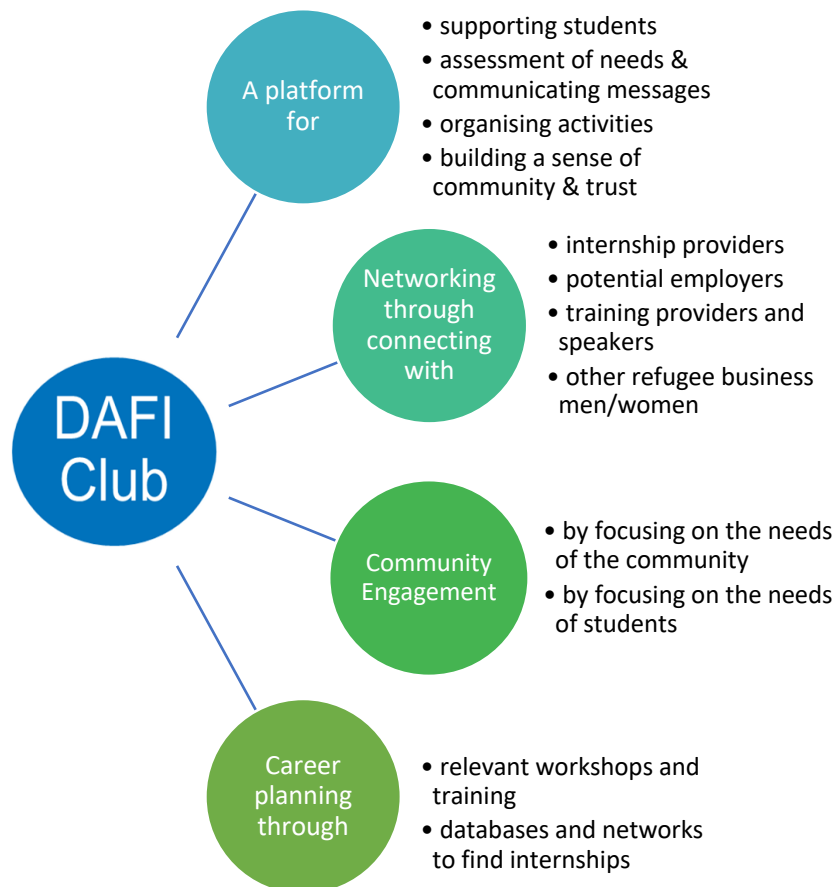 A platform
for
• supporting students
• assessment of needs &
communicating messages
• organising activities
• building a sense of
community & trust
Networking
through
connecting
with
• internship providers
• potential employers
• training providers and
speakers
• other refugee business
men/women
DAFI
Club
Community
Engagement
• by focusing on the needs
of the community
• by focusing on the needs
of students
Career
planning
through
• relevant workshops and
training
• databases and networks
to find internships